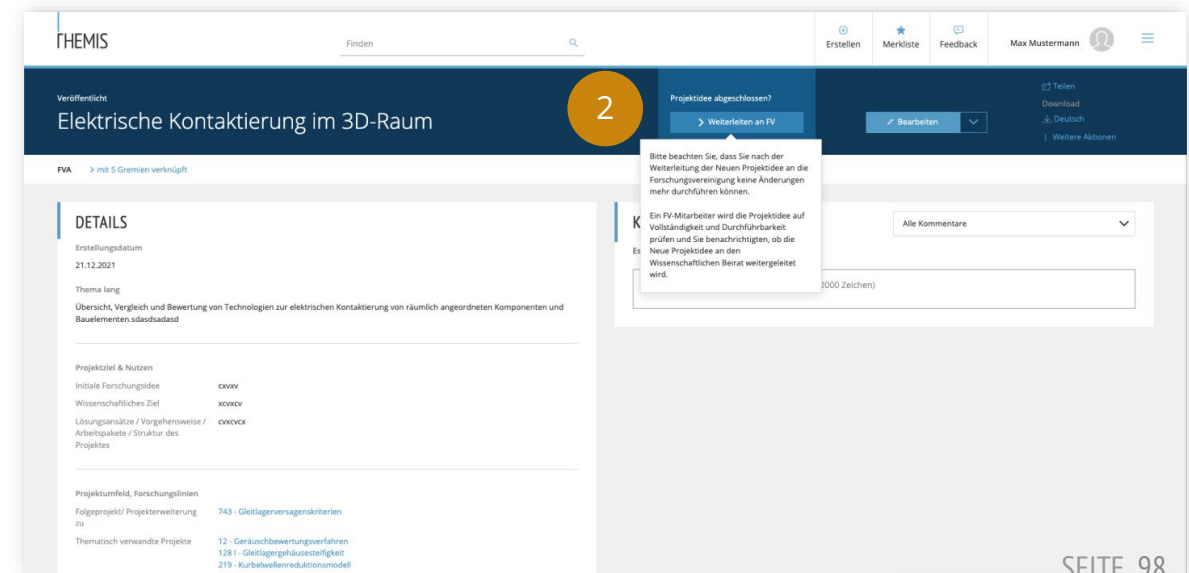 THEMIS
Finden
Erstellen
Merkliste
Feedback
Max Mustermann
Veröffentlicht
Elektrische Kontaktierung im 3D-Raum
2
Projektidee abgeschlossen?
Weiterleiten an FV
Bearbeiten
Teilen
Download
Deutsch
Weitere Aktionen
FVA > mit 5 Gremien verknüpft
Bitte beachten Sie, dass Sie nach der
Weiterleitung der Neuen Projektidee an die
Forschungsvereinigung keine Änderungen
mehr durchführen können.
Ein FV-Mitarbeiter wird die Projektidee auf
Vollständigkeit und Durchführbarkeit
prüfen und Sie benachrichtigten, ob die
Neue Projektidee an den
Wissenschaftlichen Beirat weitergeleitet
wird.
DETAILS
Erstellungsdatum
21.12.2021
Thema lang
Übersicht, Vergleich und Bewertung von Technologien zur elektrischen Kontaktierung von räumlich angeordneten Komponenten und
Bauelementen.sdasdsadasd
Projektziel & Nutzen
Initiale Forschungsidee cxvxv
Wissenschaftliches Ziel xcvxcv
Lösungsansätze / Vorgehensweise / cvxcvcx
Arbeitspakete / Struktur des
Projektes
Projektumfeld, Forschungslinien
Folgeprojekt/ Projekterweiterung 743 - Gleitlagerversagenskriterien
zu
Thematisch verwandte Projekte 12 - Geräuschbewertungsverfahren
128 I - Gleitlagergehäusesteifigkeit
219 - Kurbelwellenreduktionsmodell
K
Alle Kommentare
Es
2000 Zeichen)
SEITE 98